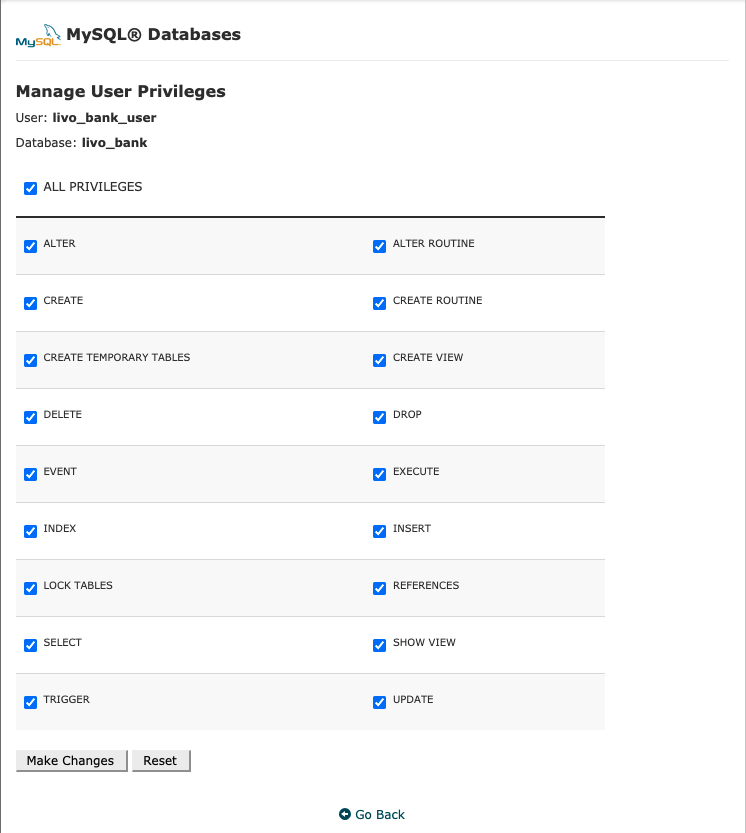 MySQL MySQL® Databases
Manage User Privileges
User: livo_bank_user
Database: livo_bank
ALL PRIVILEGES
ALTER ALTER ROUTINE
CREATE CREATE ROUTINE
CREATE TEMPORARY TABLES CREATE VIEW
DELETE DROP
EVENT EXECUTE
INDEX INSERT
LOCK TABLES REFERENCES
SELECT SHOW VIEW
TRIGGER UPDATE
Make Changes Reset
Go Back